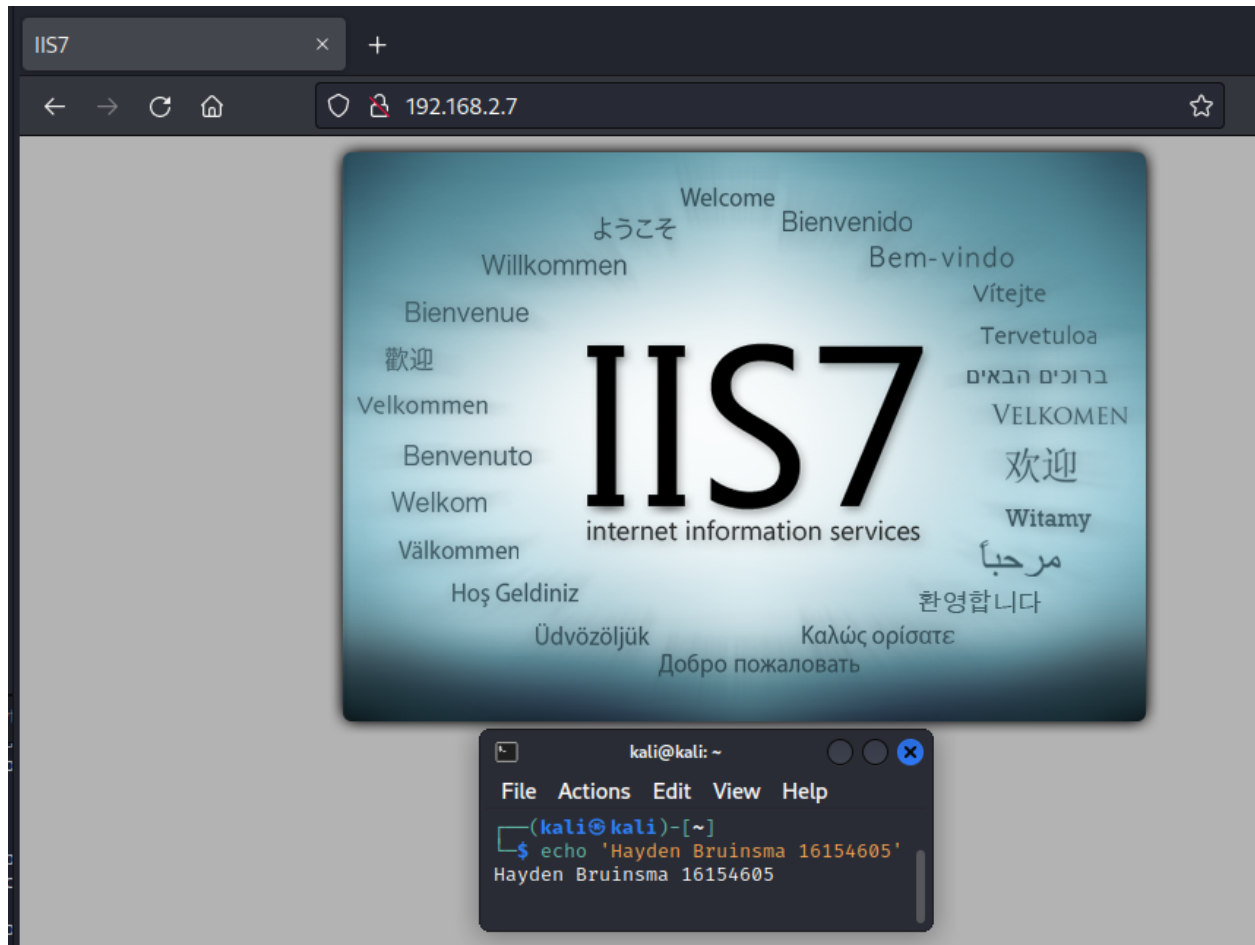 IIS7
192.168.2.7
Welcome
ようこそ
Bienvenido
Willkommen
Bem-vindo
Bienvenue
Vítejte
歡迎
Tervetuloa
ברוכים הבאים
Velkommen
VELKOMEN
Benvenuto
欢迎
Welkom
Witamy
Välkommen
مرحباً
Hoş Geldiniz
환영합니다
Üdvözöljük
Καλώς ορίσατε
Добро пожаловать
IIS7
internet information services
kali@kali: ~
File Actions Edit View Help
┌──(kali㉿kali)-[~]
└─$ echo 'Hayden Bruinsma 16154605'
Hayden Bruinsma 16154605